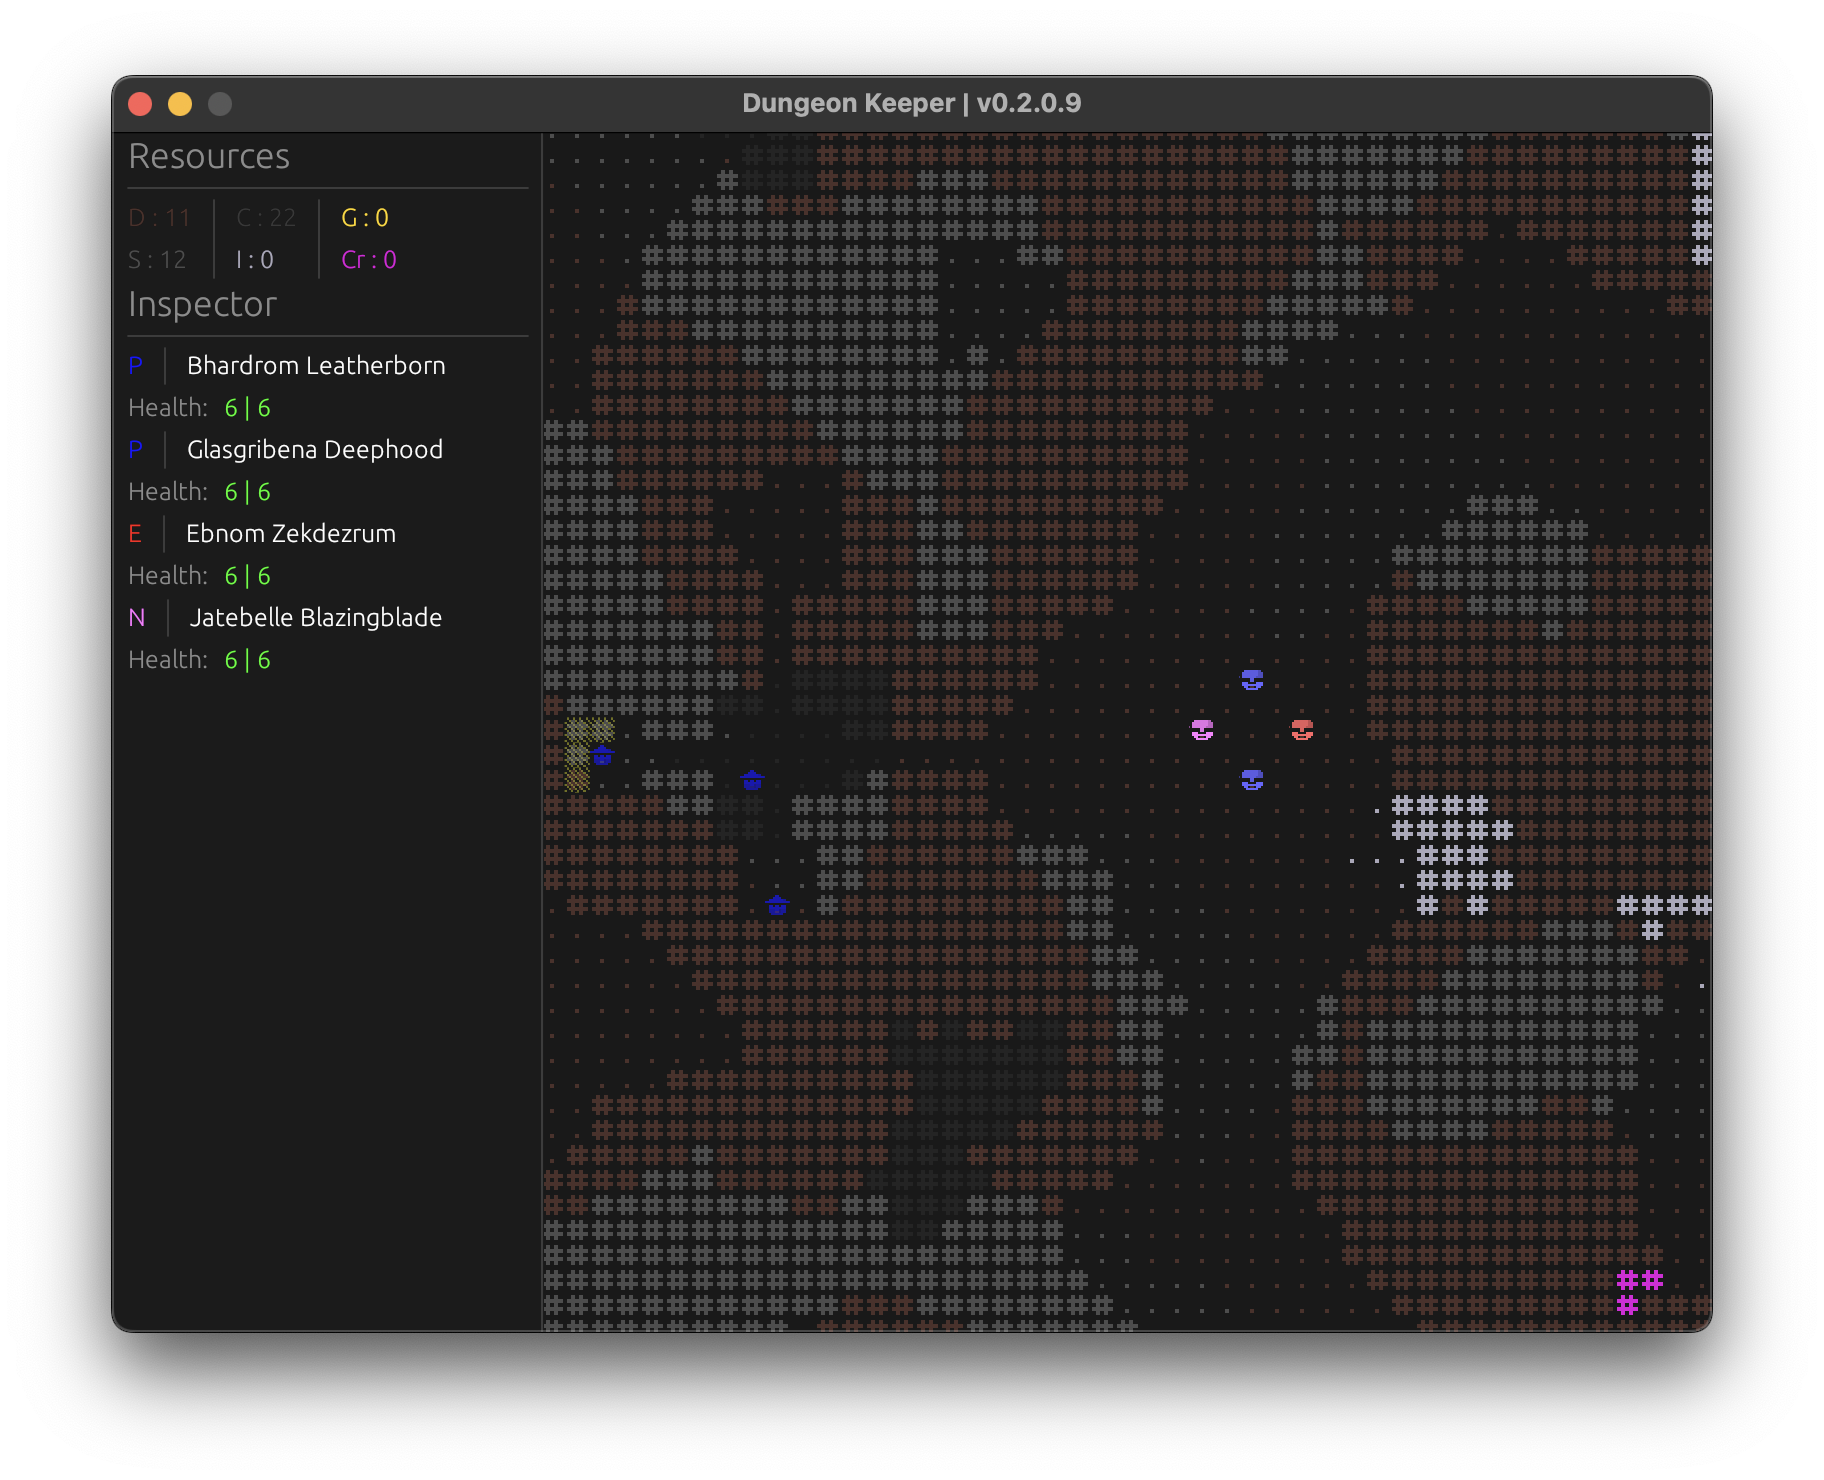 Dungeon Keeper | v0.2.0.9
Resources
D : 11 C : 22 G : 0
S : 12 I : 0 Cr : 0
Inspector
P Bhardrom Leatherborn
Health: 6 | 6
P Glasgribena Deephood
Health: 6 | 6
E Ebnom Zekdezrum
Health: 6 | 6
N Jatebelle Blazingblade
Health: 6 | 6